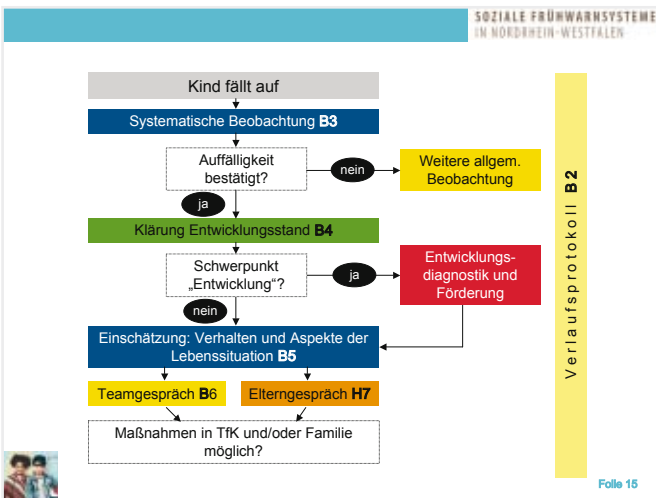 SOZIALE FRÜHWARNSYSTEME
IN NORDRHEIN-WESTFALEN
Kind fällt auf
Systematische Beobachtung B3
Auffälligkeit
bestätigt?
nein
Weitere allgem.
Beobachtung
ja
Klärung Entwicklungsstand B4
Schwerpunkt
„Entwicklung“?
ja
Entwicklungs-
diagnostik und
Förderung
nein
Einschätzung: Verhalten und Aspekte der
Lebenssituation B5
Teamgespräch B6
Elterngespräch H7
Maßnahmen in TfK und/oder Familie
möglich?
Verlaufsprotokoll B 2
Folie 15